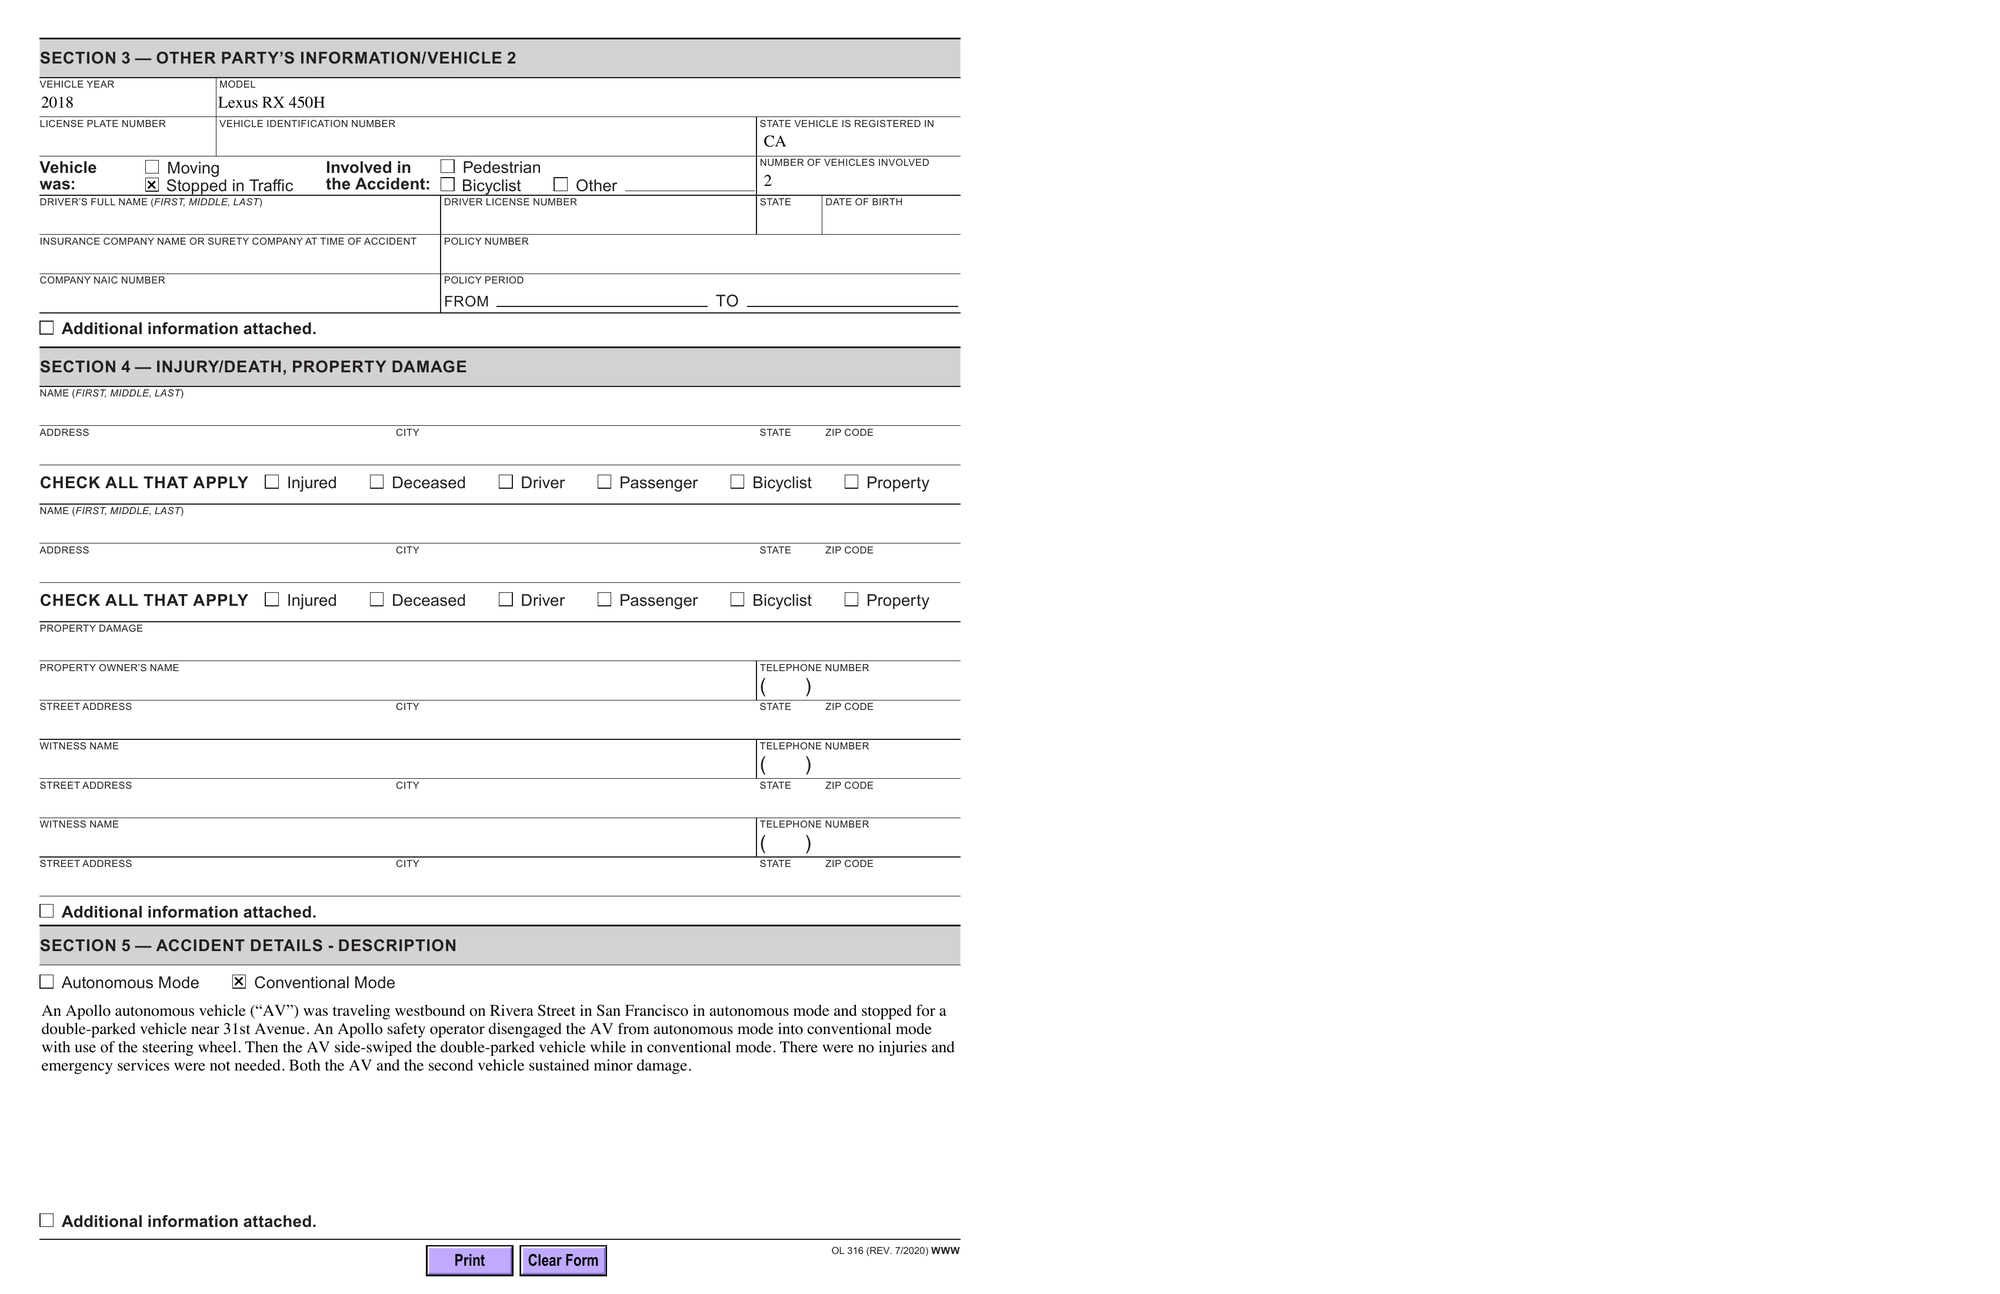 SECTION 3 — OTHER PARTY'S INFORMATION/VEHICLE 2
VEHICLE YEAR MODEL
2018 Lexus RX 450H
LICENSE PLATE NUMBER VEHICLE IDENTIFICATION NUMBER STATE VEHICLE IS REGISTERED IN
CA
Vehicle was: Moving Involved in the Accident: Pedestrian NUMBER OF VEHICLES INVOLVED
☒ Stopped in Traffic Bicyclist Other 2
DRIVER'S FULL NAME (FIRST, MIDDLE, LAST) DRIVER LICENSE NUMBER STATE DATE OF BIRTH
INSURANCE COMPANY NAME OR SURETY COMPANY AT TIME OF ACCIDENT POLICY NUMBER
COMPANY NAIC NUMBER POLICY PERIOD
FROM TO
Additional information attached.
SECTION 4 — INJURY/DEATH, PROPERTY DAMAGE
NAME (FIRST, MIDDLE, LAST)
ADDRESS CITY STATE ZIP CODE
CHECK ALL THAT APPLY Injured Deceased Driver Passenger Bicyclist Property
NAME (FIRST, MIDDLE, LAST)
ADDRESS CITY STATE ZIP CODE
CHECK ALL THAT APPLY Injured Deceased Driver Passenger Bicyclist Property
PROPERTY DAMAGE
PROPERTY OWNER'S NAME TELEPHONE NUMBER
( )
STREET ADDRESS CITY STATE ZIP CODE
WITNESS NAME TELEPHONE NUMBER
( )
STREET ADDRESS CITY STATE ZIP CODE
WITNESS NAME TELEPHONE NUMBER
( )
STREET ADDRESS CITY STATE ZIP CODE
Additional information attached.
SECTION 5 — ACCIDENT DETAILS - DESCRIPTION
Autonomous Mode ☒ Conventional Mode
An Apollo autonomous vehicle (“AV”) was traveling westbound on Rivera Street in San Francisco in autonomous mode and stopped for a
double-parked vehicle near 31st Avenue. An Apollo safety operator disengaged the AV from autonomous mode into conventional mode
with use of the steering wheel. Then the AV side-swiped the double-parked vehicle while in conventional mode. There were no injuries and
emergency services were not needed. Both the AV and the second vehicle sustained minor damage.
Additional information attached.
Print Clear Form OL 316 (REV. 7/2020) WWW